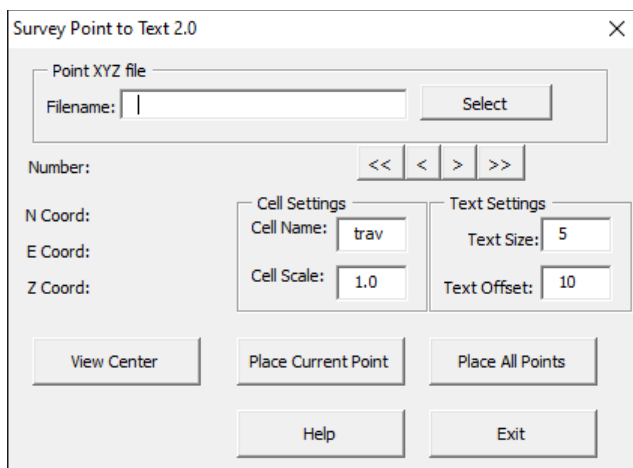 Survey Point to Text 2.0
Point XYZ file
Filename:
Select
Number:
<< < > >>
N Coord:
E Coord:
Z Coord:
Cell Settings
Cell Name: trav
Cell Scale: 1.0
Text Settings
Text Size: 5
Text Offset: 10
View Center
Place Current Point
Place All Points
Help
Exit